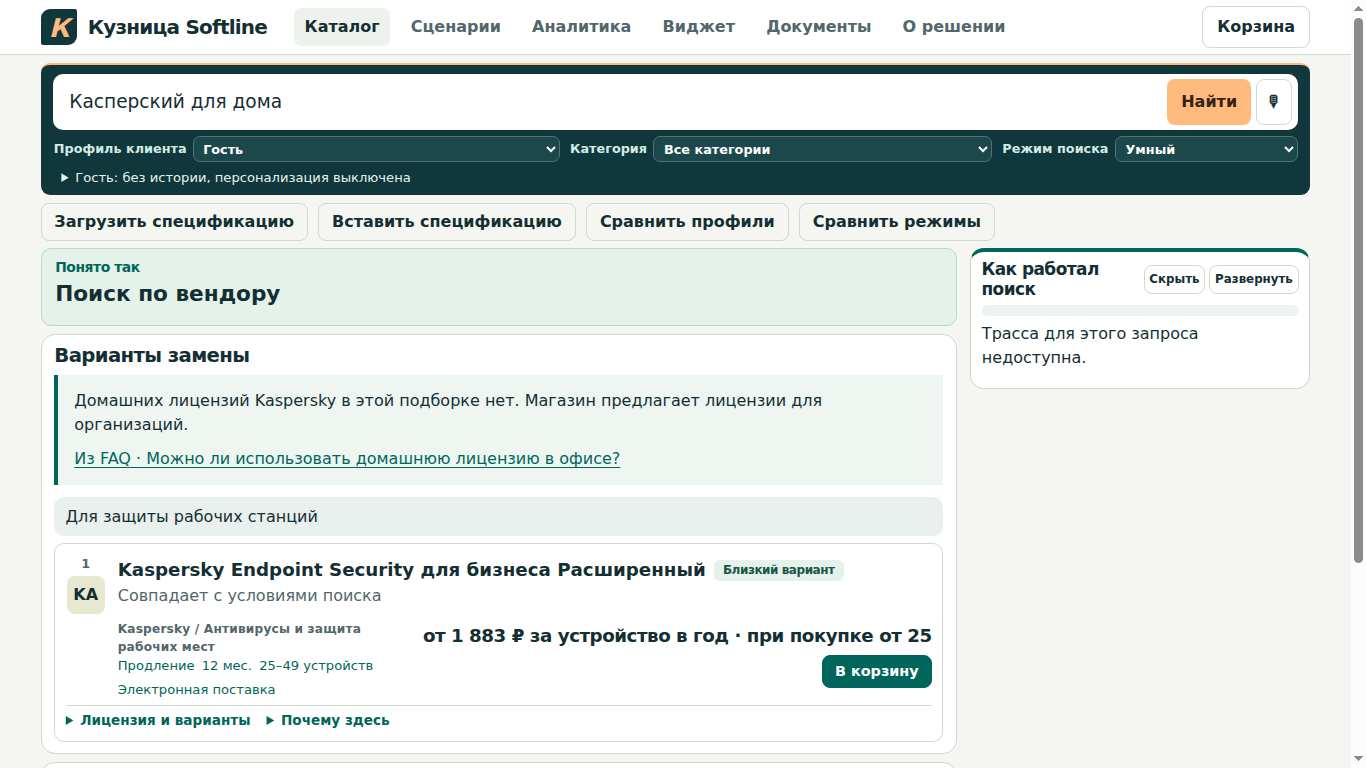 К
Кузница Softline
Каталог
Сценарии
Аналитика
Виджет
Документы
О решении
Корзина
Касперский для дома
Найти
Профиль клиента
Гость
Категория
Все категории
Режим поиска
Умный
Гость: без истории, персонализация выключена
Загрузить спецификацию
Вставить спецификацию
Сравнить профили
Сравнить режимы
Понято так
Поиск по вендору
Как работал
поиск
Скрыть
Развернуть
Трасса для этого запроса
недоступна.
Варианты замены
Домашних лицензий Kaspersky в этой подборке нет. Магазин предлагает лицензии для
организаций.
Из FAQ · Можно ли использовать домашнюю лицензию в офисе?
Для защиты рабочих станций
1
KA
Kaspersky Endpoint Security для бизнеса Расширенный
Близкий вариант
Совпадает с условиями поиска
Kaspersky / Антивирусы и защита
рабочих мест
Продление 12 мес. 25–49 устройств
Электронная поставка
от 1 883 ₽ за устройство в год · при покупке от 25
В корзину
Лицензия и варианты
Почему здесь